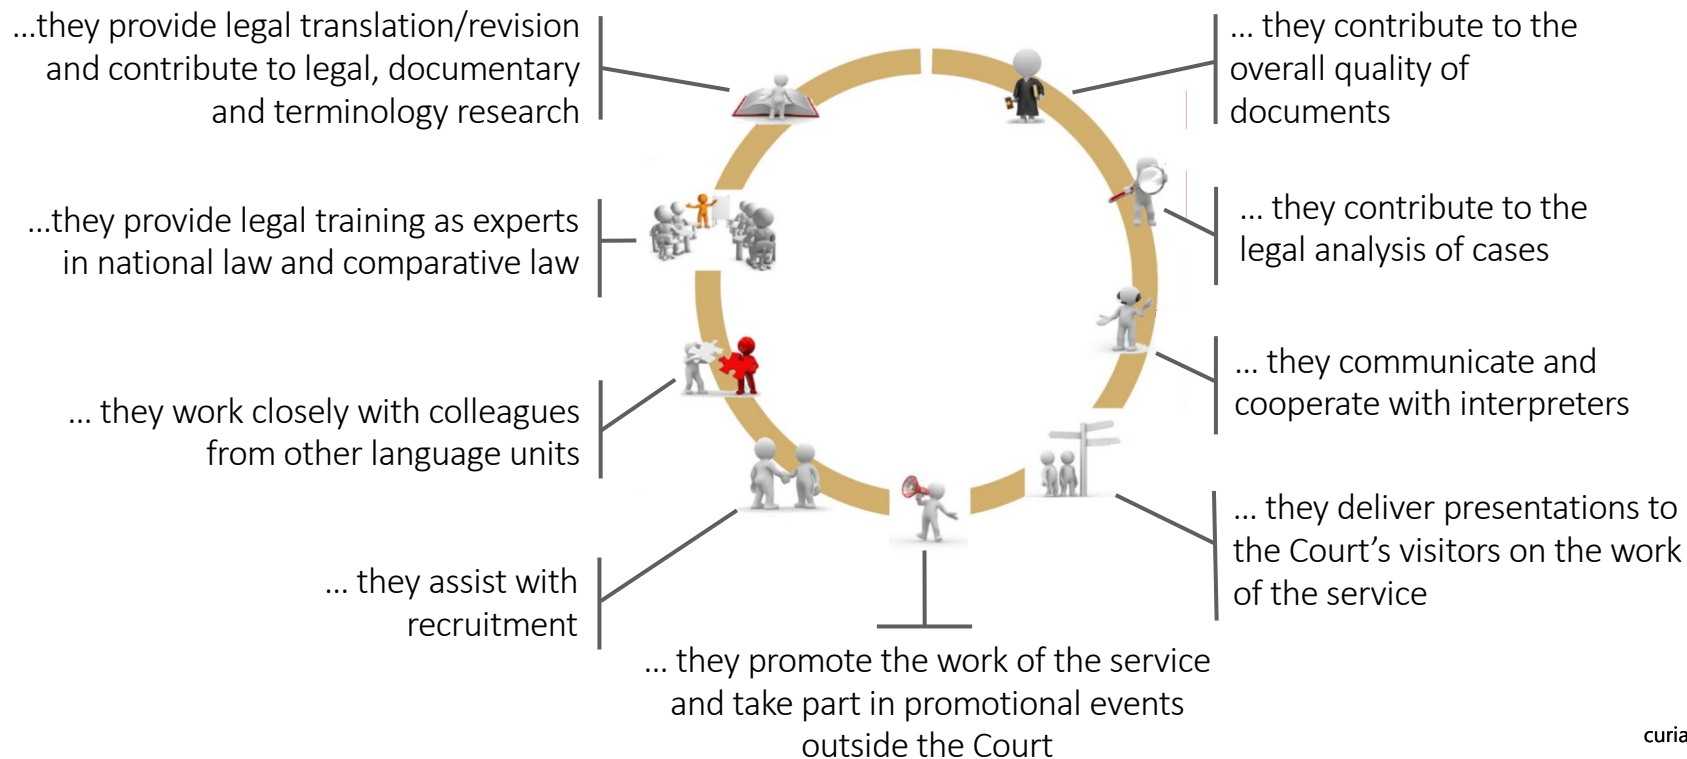 ...they provide legal translation/revision
and contribute to legal, documentary
and terminology research
...they provide legal training as experts
in national law and comparative law
... they work closely with colleagues
from other language units
... they assist with
recruitment
... they promote the work of the service
and take part in promotional events
outside the Court
... they contribute to the
overall quality of
documents
... they contribute to the
legal analysis of cases
... they communicate and
cooperate with interpreters
... they deliver presentations to
the Court’s visitors on the work
of the service
curia